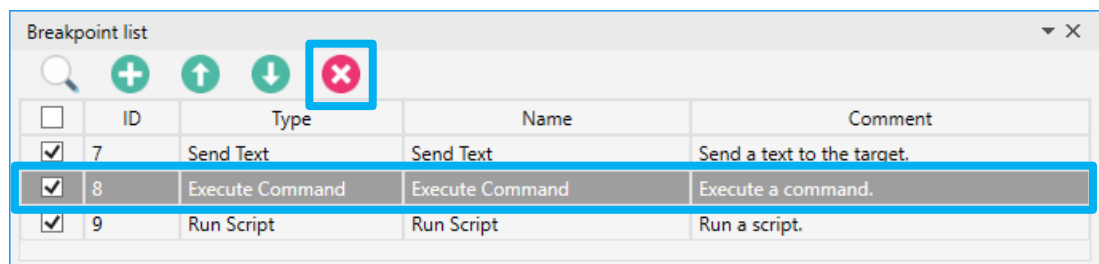 Breakpoint list
ID Type Name Comment
7 Send Text Send Text Send a text to the target.
8 Execute Command Execute Command Execute a command.
9 Run Script Run Script Run a script.